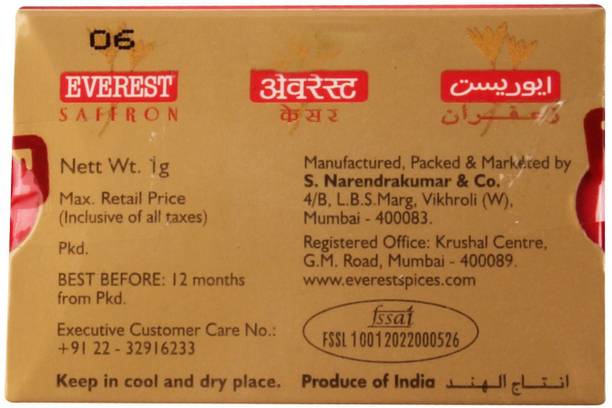 06
EVEREST
SAFFRON
अेवरेस्ट
केसर
ايوريست
زعفران
Nett Wt. 1g
Max. Retail Price
(Inclusive of all taxes)
Pkd.
BEST BEFORE: 12 months
from Pkd.
Executive Customer Care No.:
+91 22 - 32916233
Keep in cool and dry place.
Manufactured, Packed & Marketed by
S. Narendrakumar & Co.
4/B, L.B.S.Marg, Vikhroli (W),
Mumbai - 400083.
Registered Office: Krushal Centre,
G.M. Road, Mumbai - 400089.
www.everestspices.com
fssai
FSSL 10012022000526
Produce of India انتاج الهند